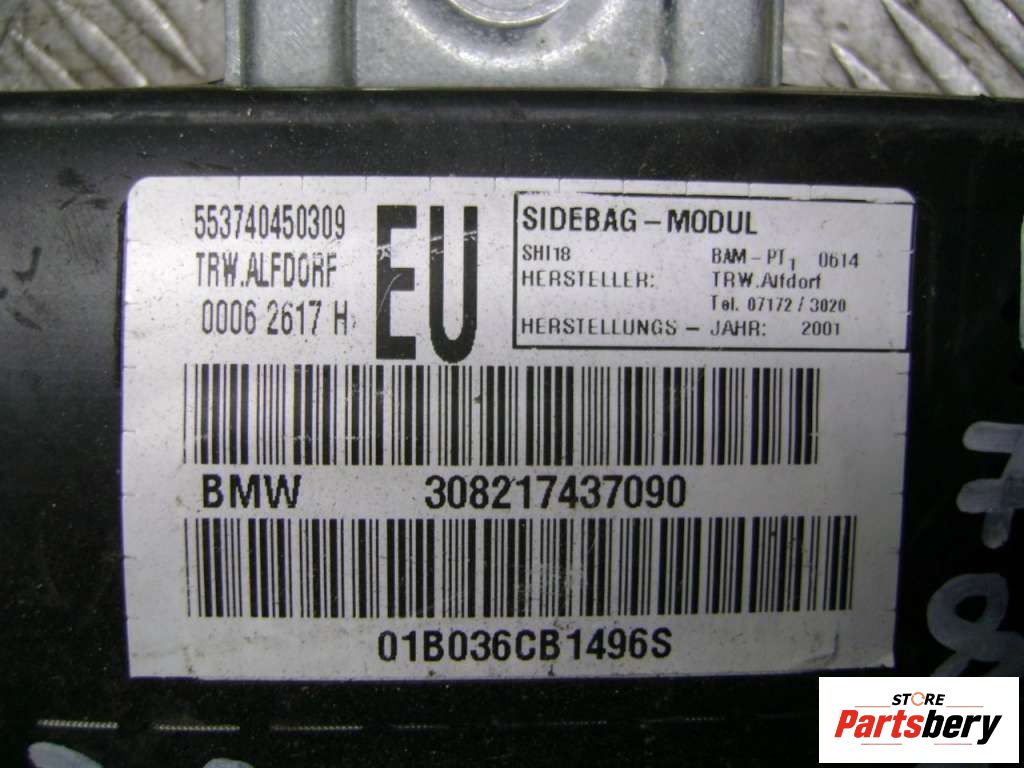 553740450309
TRW.ALFDORF
0006 2617 H
EU
SIDEBAG-MODUL
SHI18 BAM-PT1 0614
HERSTELLER: TRW.Alfdorf
Tel. 07172/3020
HERSTELLUNGS-JAHR: 2001
BMW 308217437090
01B036CB1496S
STORE
Partsbery